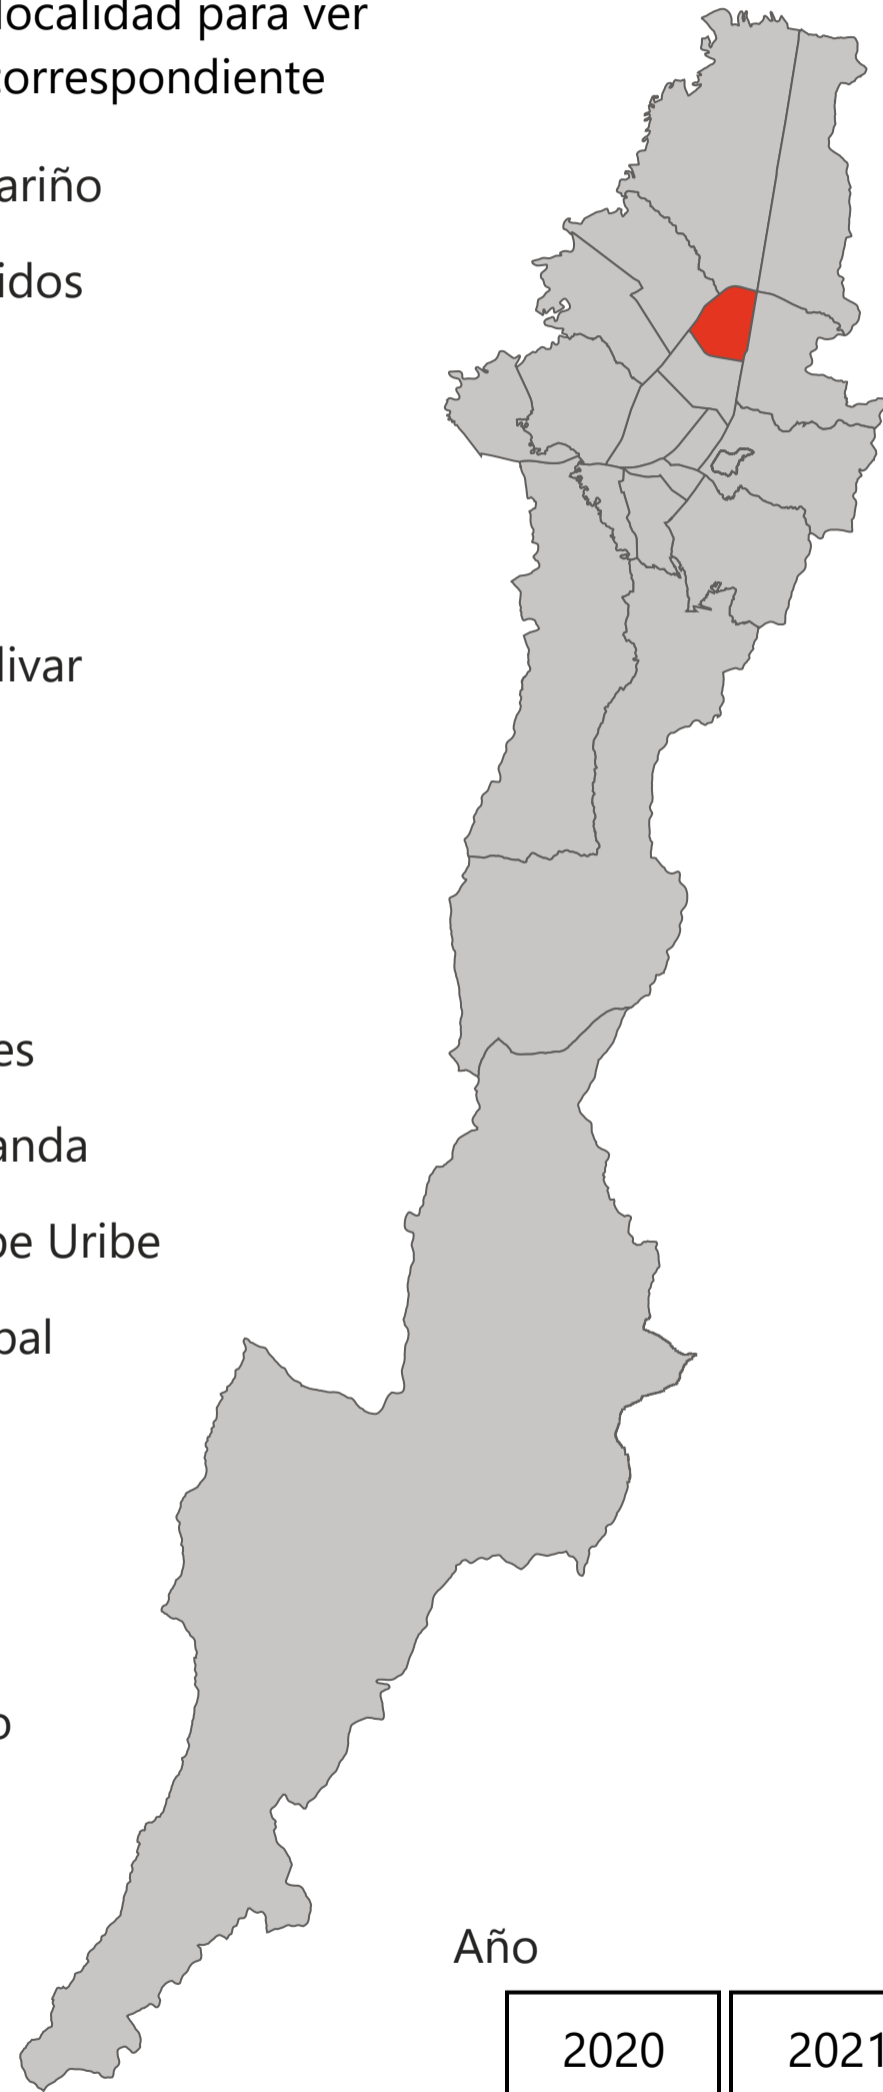 localidad para ver
correspondiente
ariño
idos
livar
es
anda
be Uribe
bal
o
Año
2020 2021